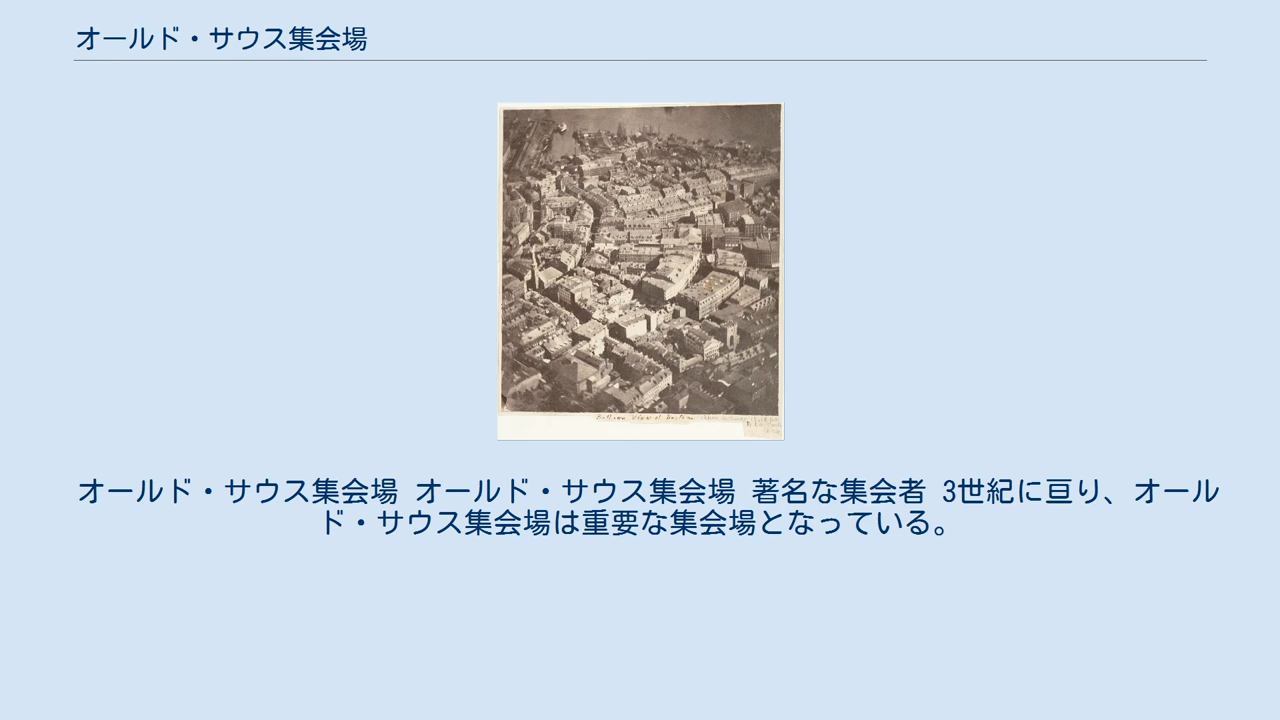 オールド・サウス集会場
オールド・サウス集会場 オールド・サウス集会場 著名な集会者 3世紀に亘り、オール
ド・サウス集会場は重要な集会場となっている。